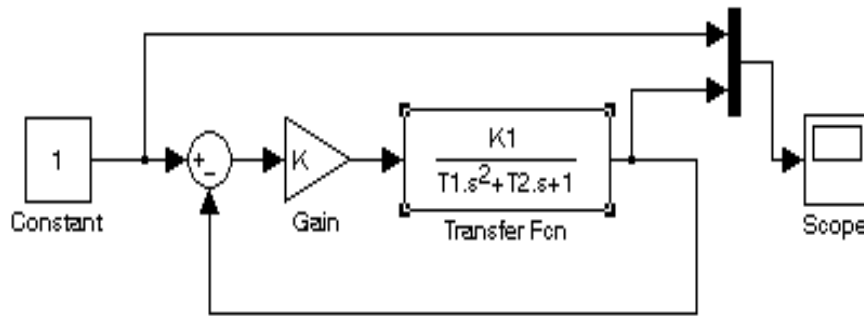 1
Constant
+
−
K
Gain
K1
T1.s²+T2.s+1
Transfer Fcn
Scope